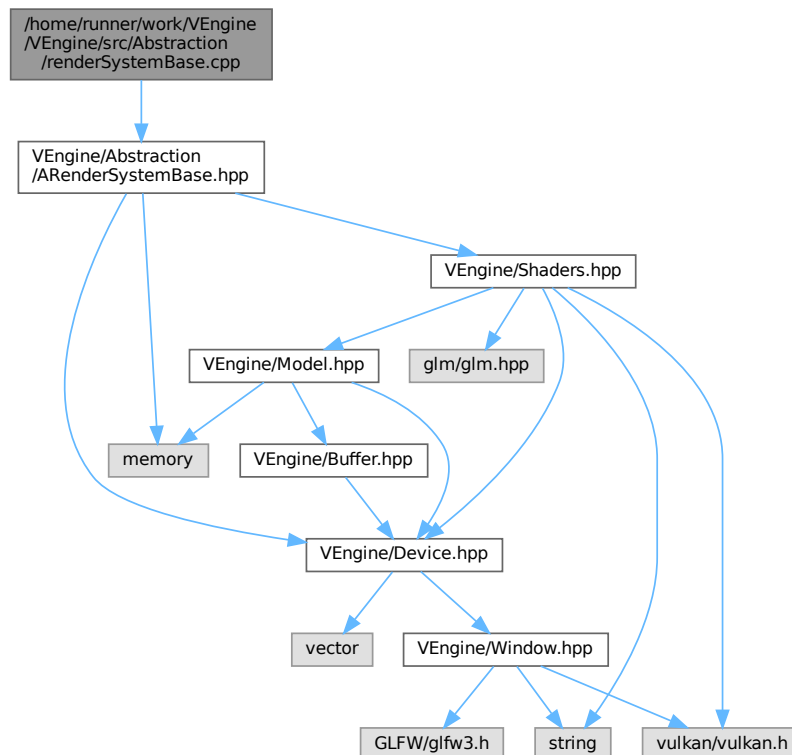 /home/runner/work/VEngine
/VEngine/src/Abstraction
/renderSystemBase.cpp
VEngine/Abstraction
/ARenderSystemBase.hpp
VEngine/Shaders.hpp
VEngine/Model.hpp
glm/glm.hpp
memory
VEngine/Buffer.hpp
VEngine/Device.hpp
vector
VEngine/Window.hpp
GLFW/glfw3.h
string
vulkan/vulkan.h